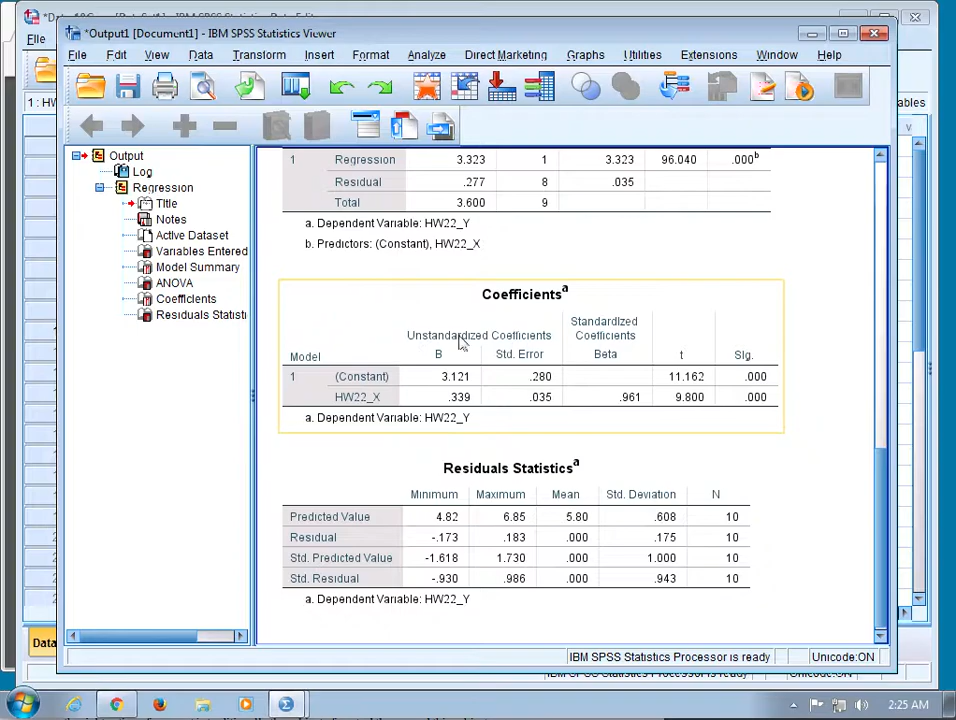 *Output1 [Document1] - IBM SPSS Statistics Viewer
File Edit View Data Transform Insert Format Analyze Direct Marketing Graphs Utilities Extensions Window Help
1 : HW
ables
Output
Log
Regression
Title
Notes
Active Dataset
Variables Entered
Model Summary
ANOVA
Coefficients
Residuals Statisti
1 Regression 3.323 1 3.323 96.040 .000b
Residual .277 8 .035
Total 3.600 9
a. Dependent Variable: HW22_Y
b. Predictors: (Constant), HW22_X
Coefficientsa
Unstandardized Coefficients Standardized Coefficients
Model B Std. Error Beta t Sig.
1 (Constant) 3.121 .280 11.162 .000
HW22_X .339 .035 .961 9.800 .000
a. Dependent Variable: HW22_Y
Residuals Statisticsa
Minimum Maximum Mean Std. Deviation N
Predicted Value 4.82 6.85 5.80 .608 10
Residual -.173 .183 .000 .175 10
Std. Predicted Value -1.618 1.730 .000 1.000 10
Std. Residual -.930 .986 .000 .943 10
a. Dependent Variable: HW22_Y
Data
IBM SPSS Statistics Processor is ready Unicode:ON
2:25 AM